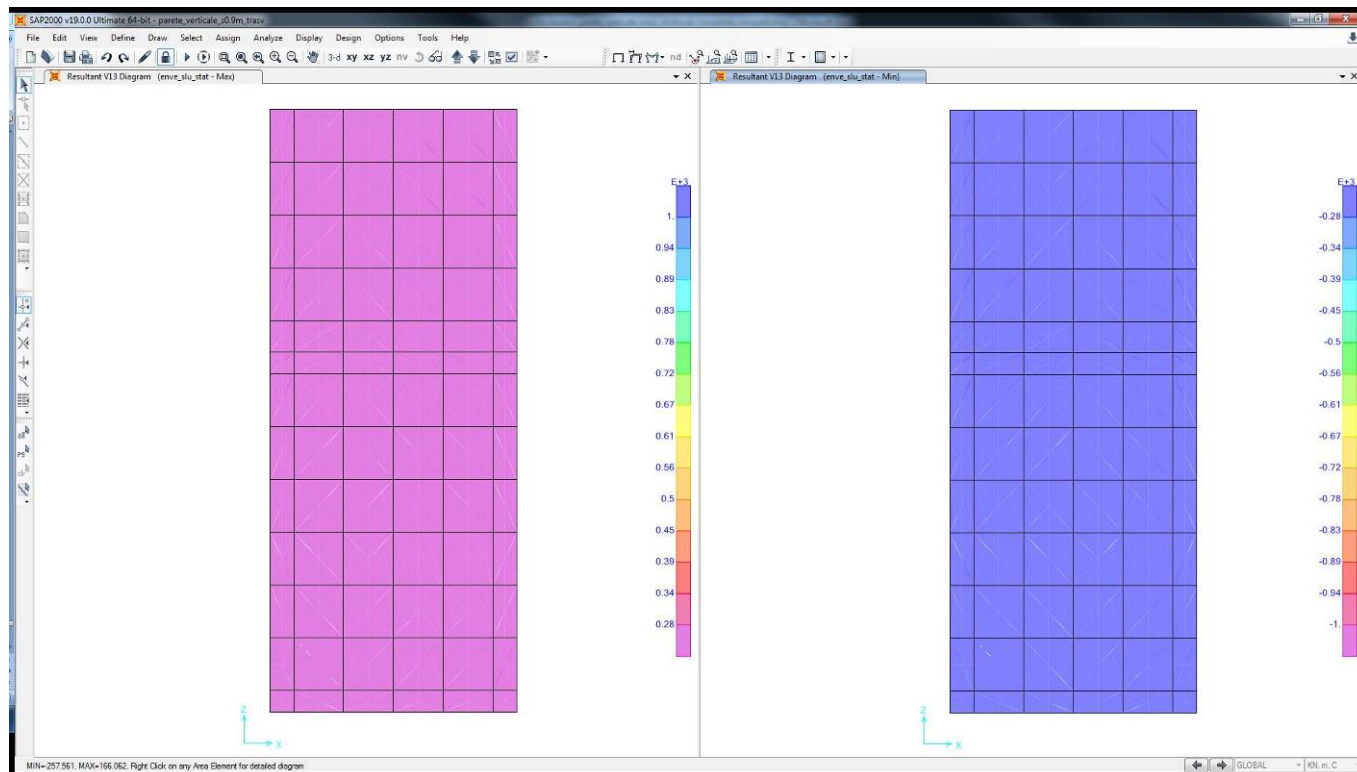 SAP2000 v19.0.0 Ultimate 64-bit - parete_verticale_s0.9m_trasv
File Edit View Define Draw Select Assign Analyze Display Design Options Tools Help
3-d xy xz yz nv
nd
Resultant V13 Diagram (enve_slu_stat - Max)
Resultant V13 Diagram (enve_slu_stat - Min)
E+3
1.
0.94
0.89
0.83
0.78
0.72
0.67
0.61
0.56
0.5
0.45
0.39
0.34
0.28
Z
X
E+3
-0.28
-0.34
-0.39
-0.45
-0.5
-0.56
-0.61
-0.67
-0.72
-0.78
-0.83
-0.89
-0.94
-1.
Z
X
MIN=-257.561, MAX=166.062, Right Click on any Area Element for detailed diagram
GLOBAL
KN, m, C